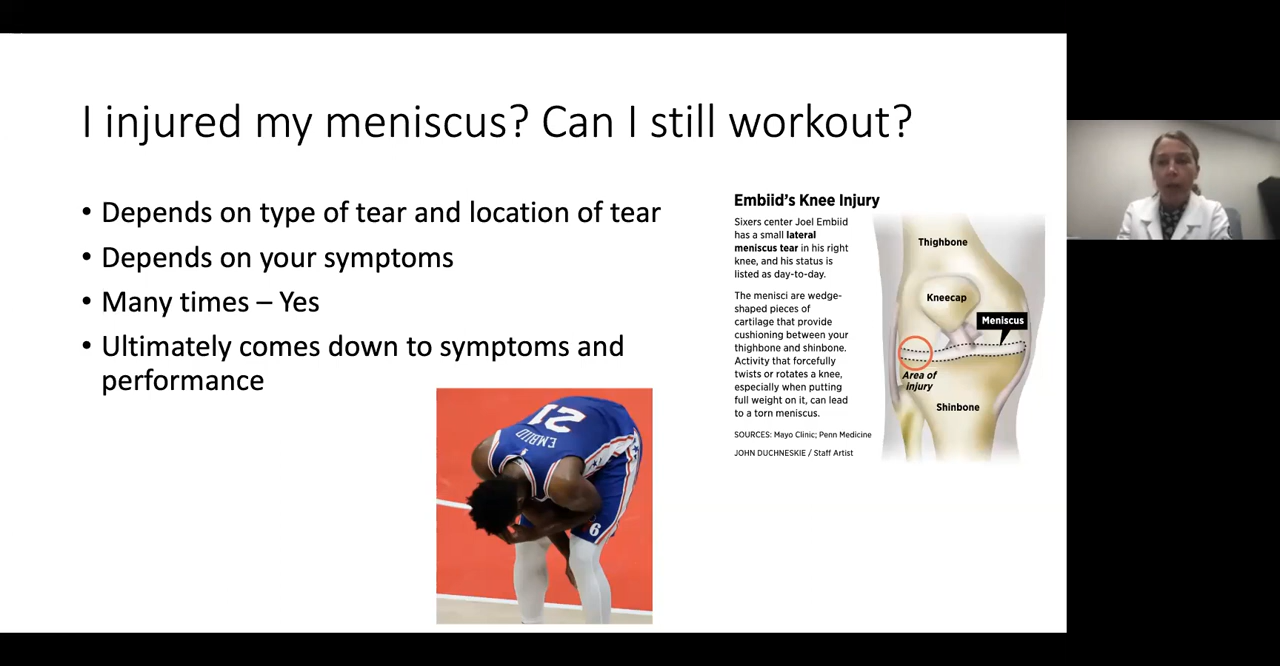 I injured my meniscus? Can I still workout?
• Depends on type of tear and location of tear
• Depends on your symptoms
• Many times – Yes
• Ultimately comes down to symptoms and
performance
Embiid's Knee Injury
Sixers center Joel Embiid
has a small lateral
meniscus tear in his right
knee, and his status is
listed as day-to-day.
The menisci are wedge-
shaped pieces of
cartilage that provide
cushioning between your
thighbone and shinbone.
Activity that forcefully
twists or rotates a knee,
especially when putting
full weight on it, can lead
to a torn meniscus.
SOURCES: Mayo Clinic; Penn Medicine
JOHN DUCHNESKIE / Staff Artist
Thighbone
Kneecap
Meniscus
Area of
injury
Shinbone
EMBIID
21
6